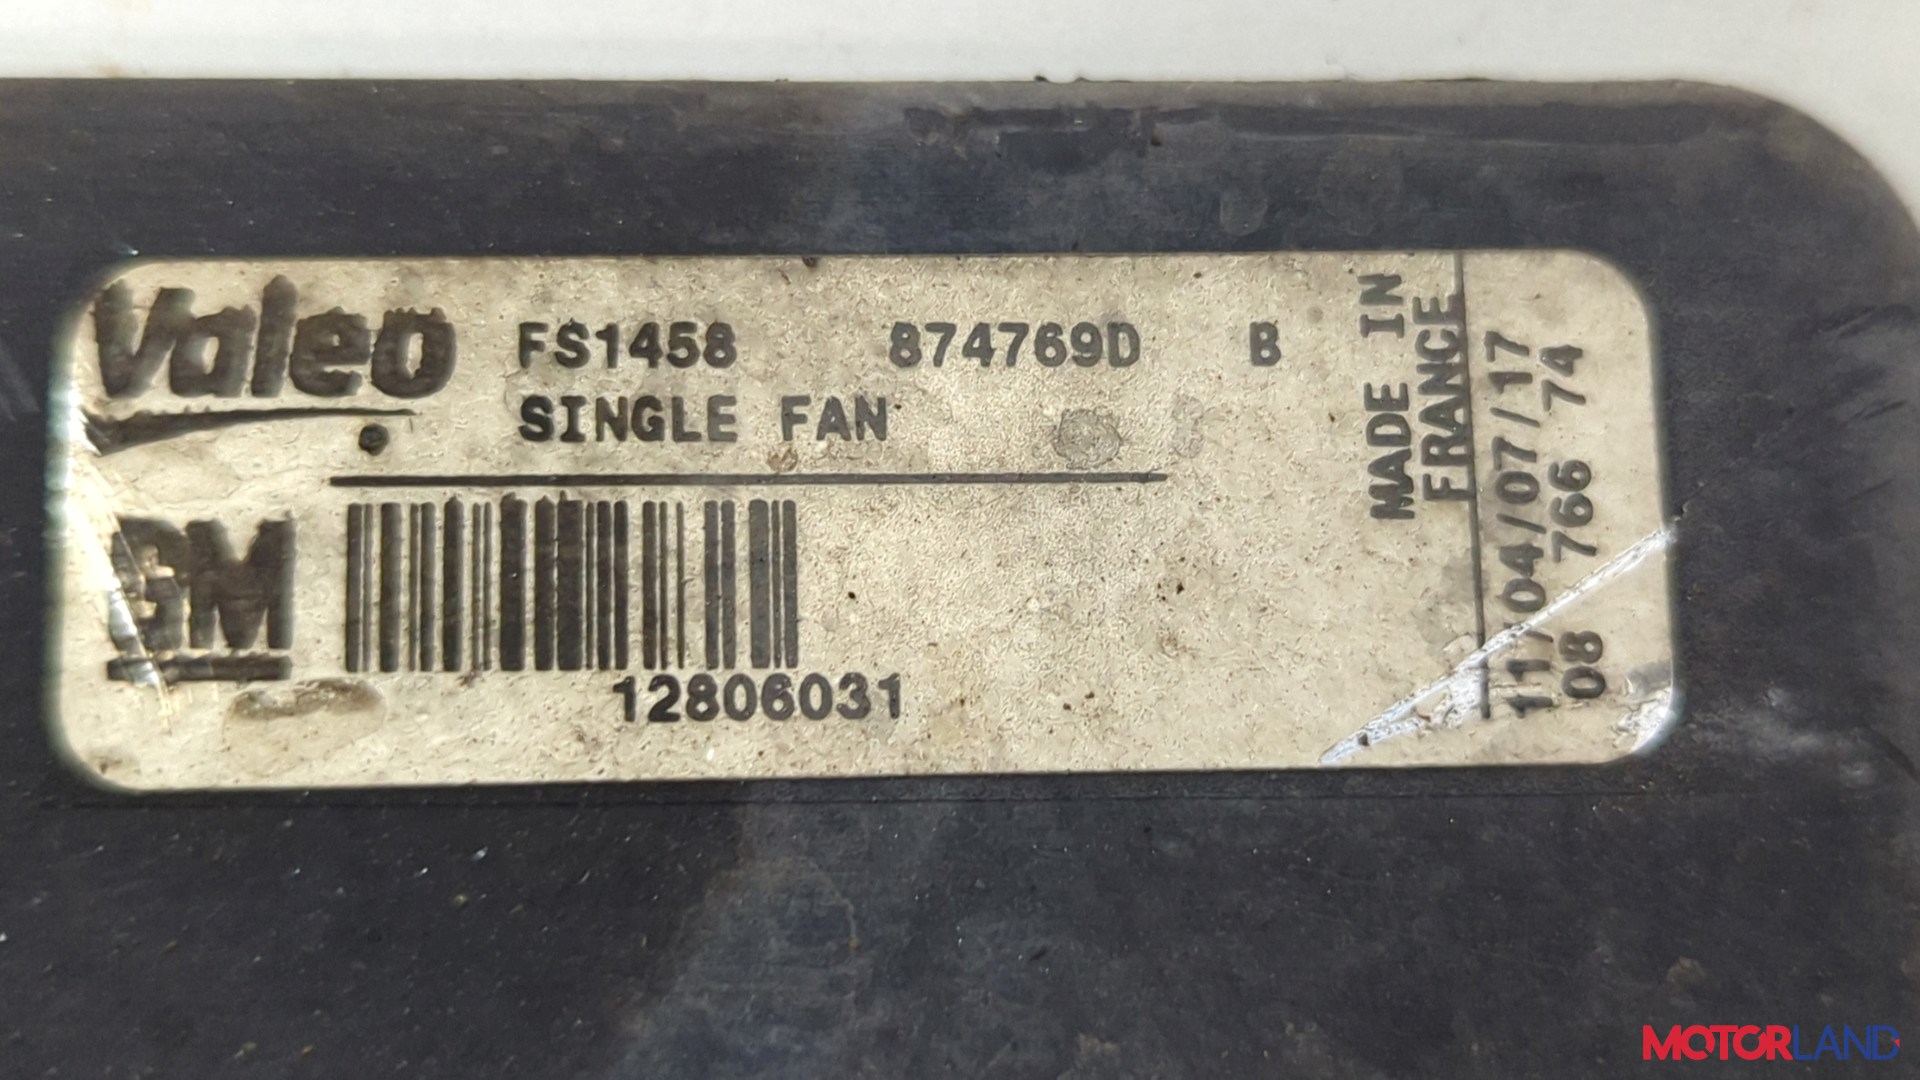 Valeo FS1458 874769D B
SINGLE FAN
GM
12806031
MADE IN
FRANCE
11/04/07/17
08 766 74
MOTORLAND